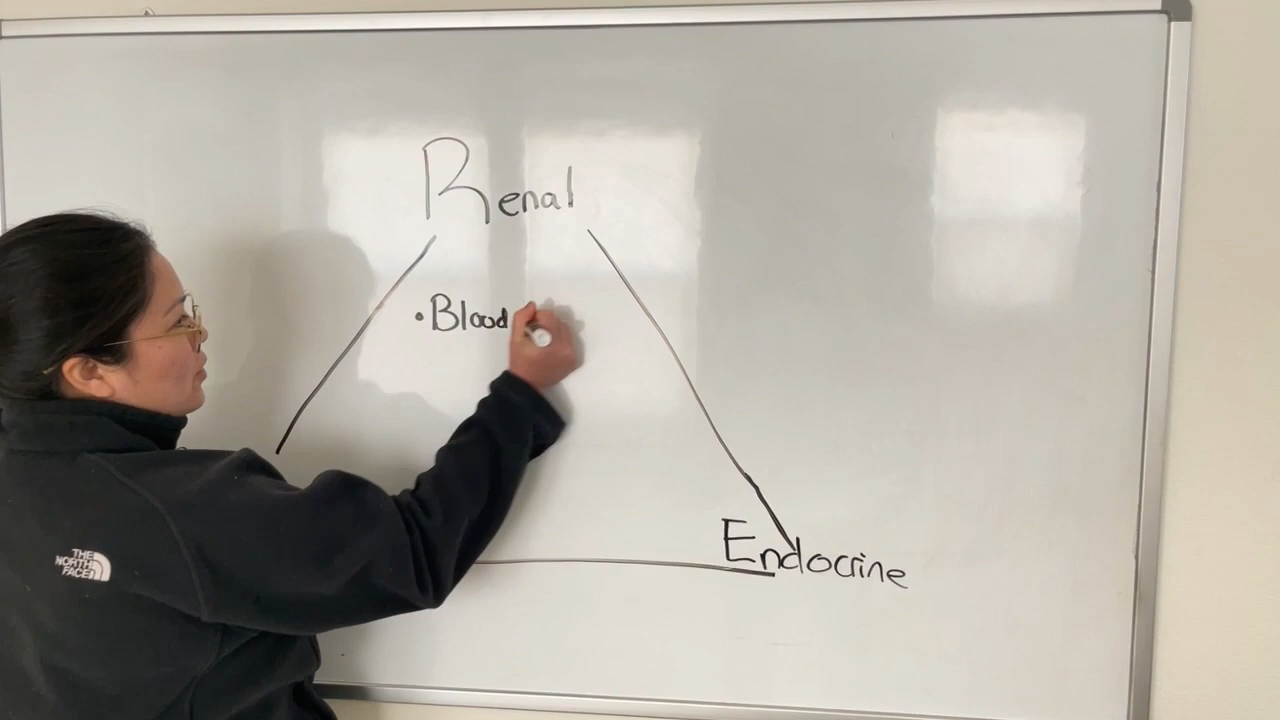 Renal
•Blood
Endocrine
THE
NORTH
FACE